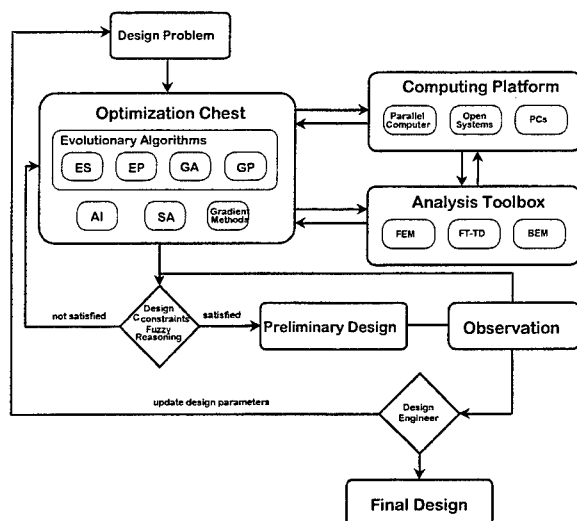 Design Problem
Optimization Chest
Evolutionary Algorithms
ES
EP
GA
GP
AI
SA
Gradient
Methods
Computing Platform
Parallel
Computer
Open
Systems
PCs
Analysis Toolbox
FEM
FT-TD
BEM
not satisfied
Design
Cconstraints
Fuzzy
Reasoning
satisfied
Preliminary Design
Observation
update design parameters
Design
Engineer
Final Design